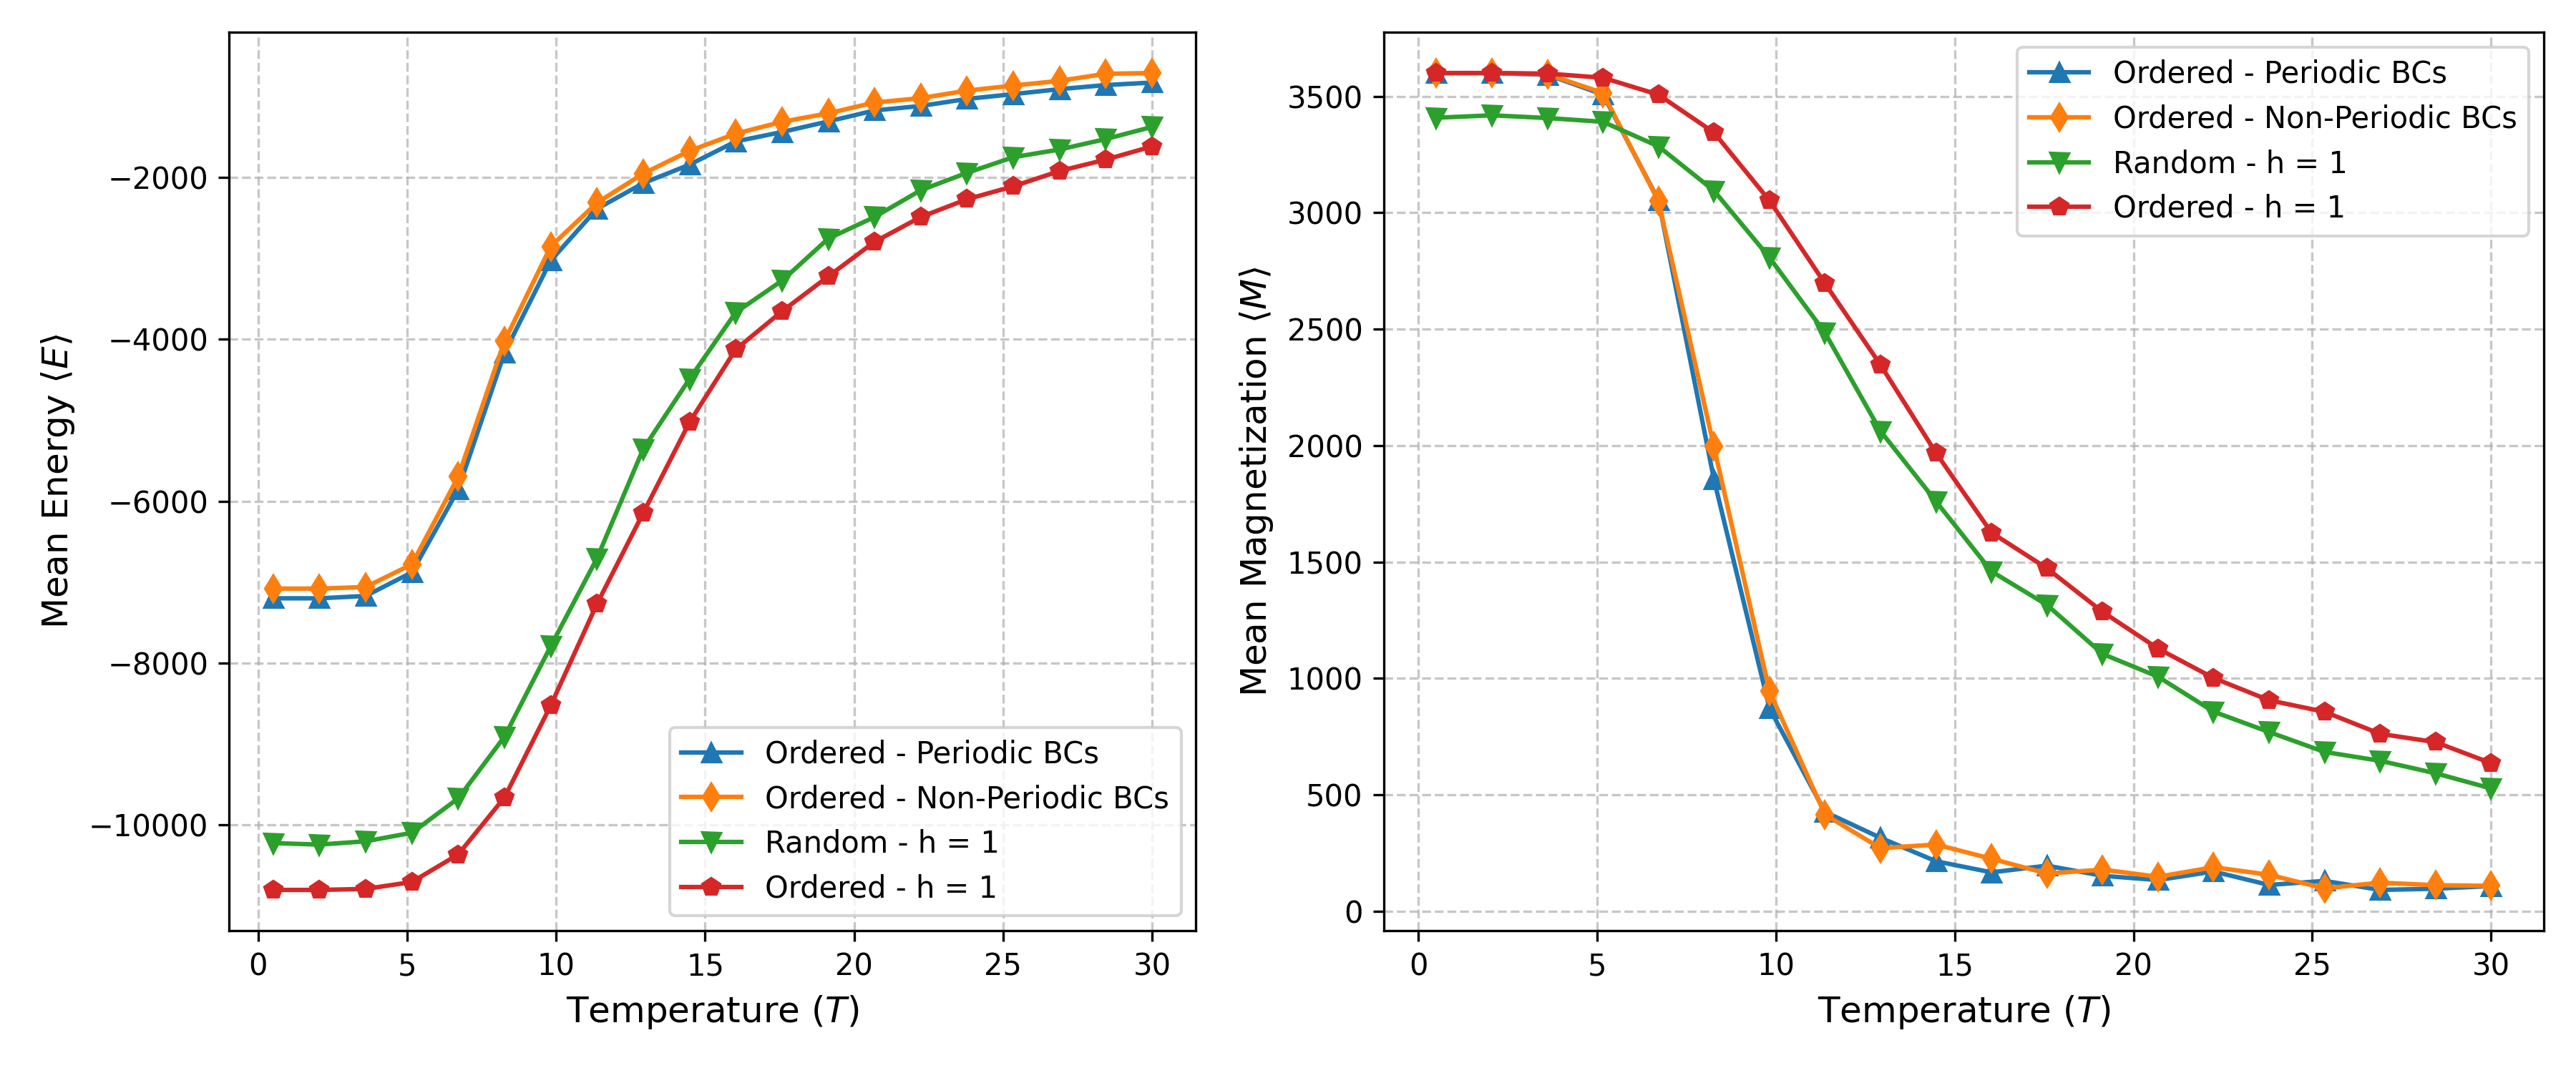 Mean Energy ⟨E⟩
−2000
−4000
−6000
−8000
−10000
0 5 10 15 20 25 30
Temperature (T)
Ordered - Periodic BCs
Ordered - Non-Periodic BCs
Random - h = 1
Ordered - h = 1
Mean Magnetization ⟨M⟩
3500
3000
2500
2000
1500
1000
500
0
0 5 10 15 20 25 30
Temperature (T)
Ordered - Periodic BCs
Ordered - Non-Periodic BCs
Random - h = 1
Ordered - h = 1